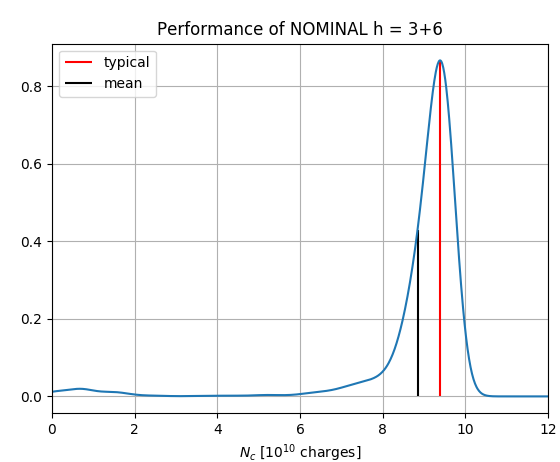 Performance of NOMINAL h = 3+6
typical
mean
0.8
0.6
0.4
0.2
0.0
0 2 4 6 8 10 12
N_c [10^10 charges]